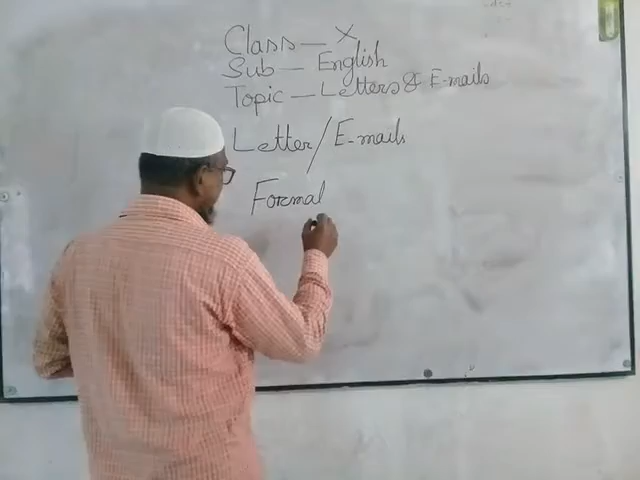 Class — X
Sub — English
Topic — Letters & E-mails
Letter / E-mails
Formal